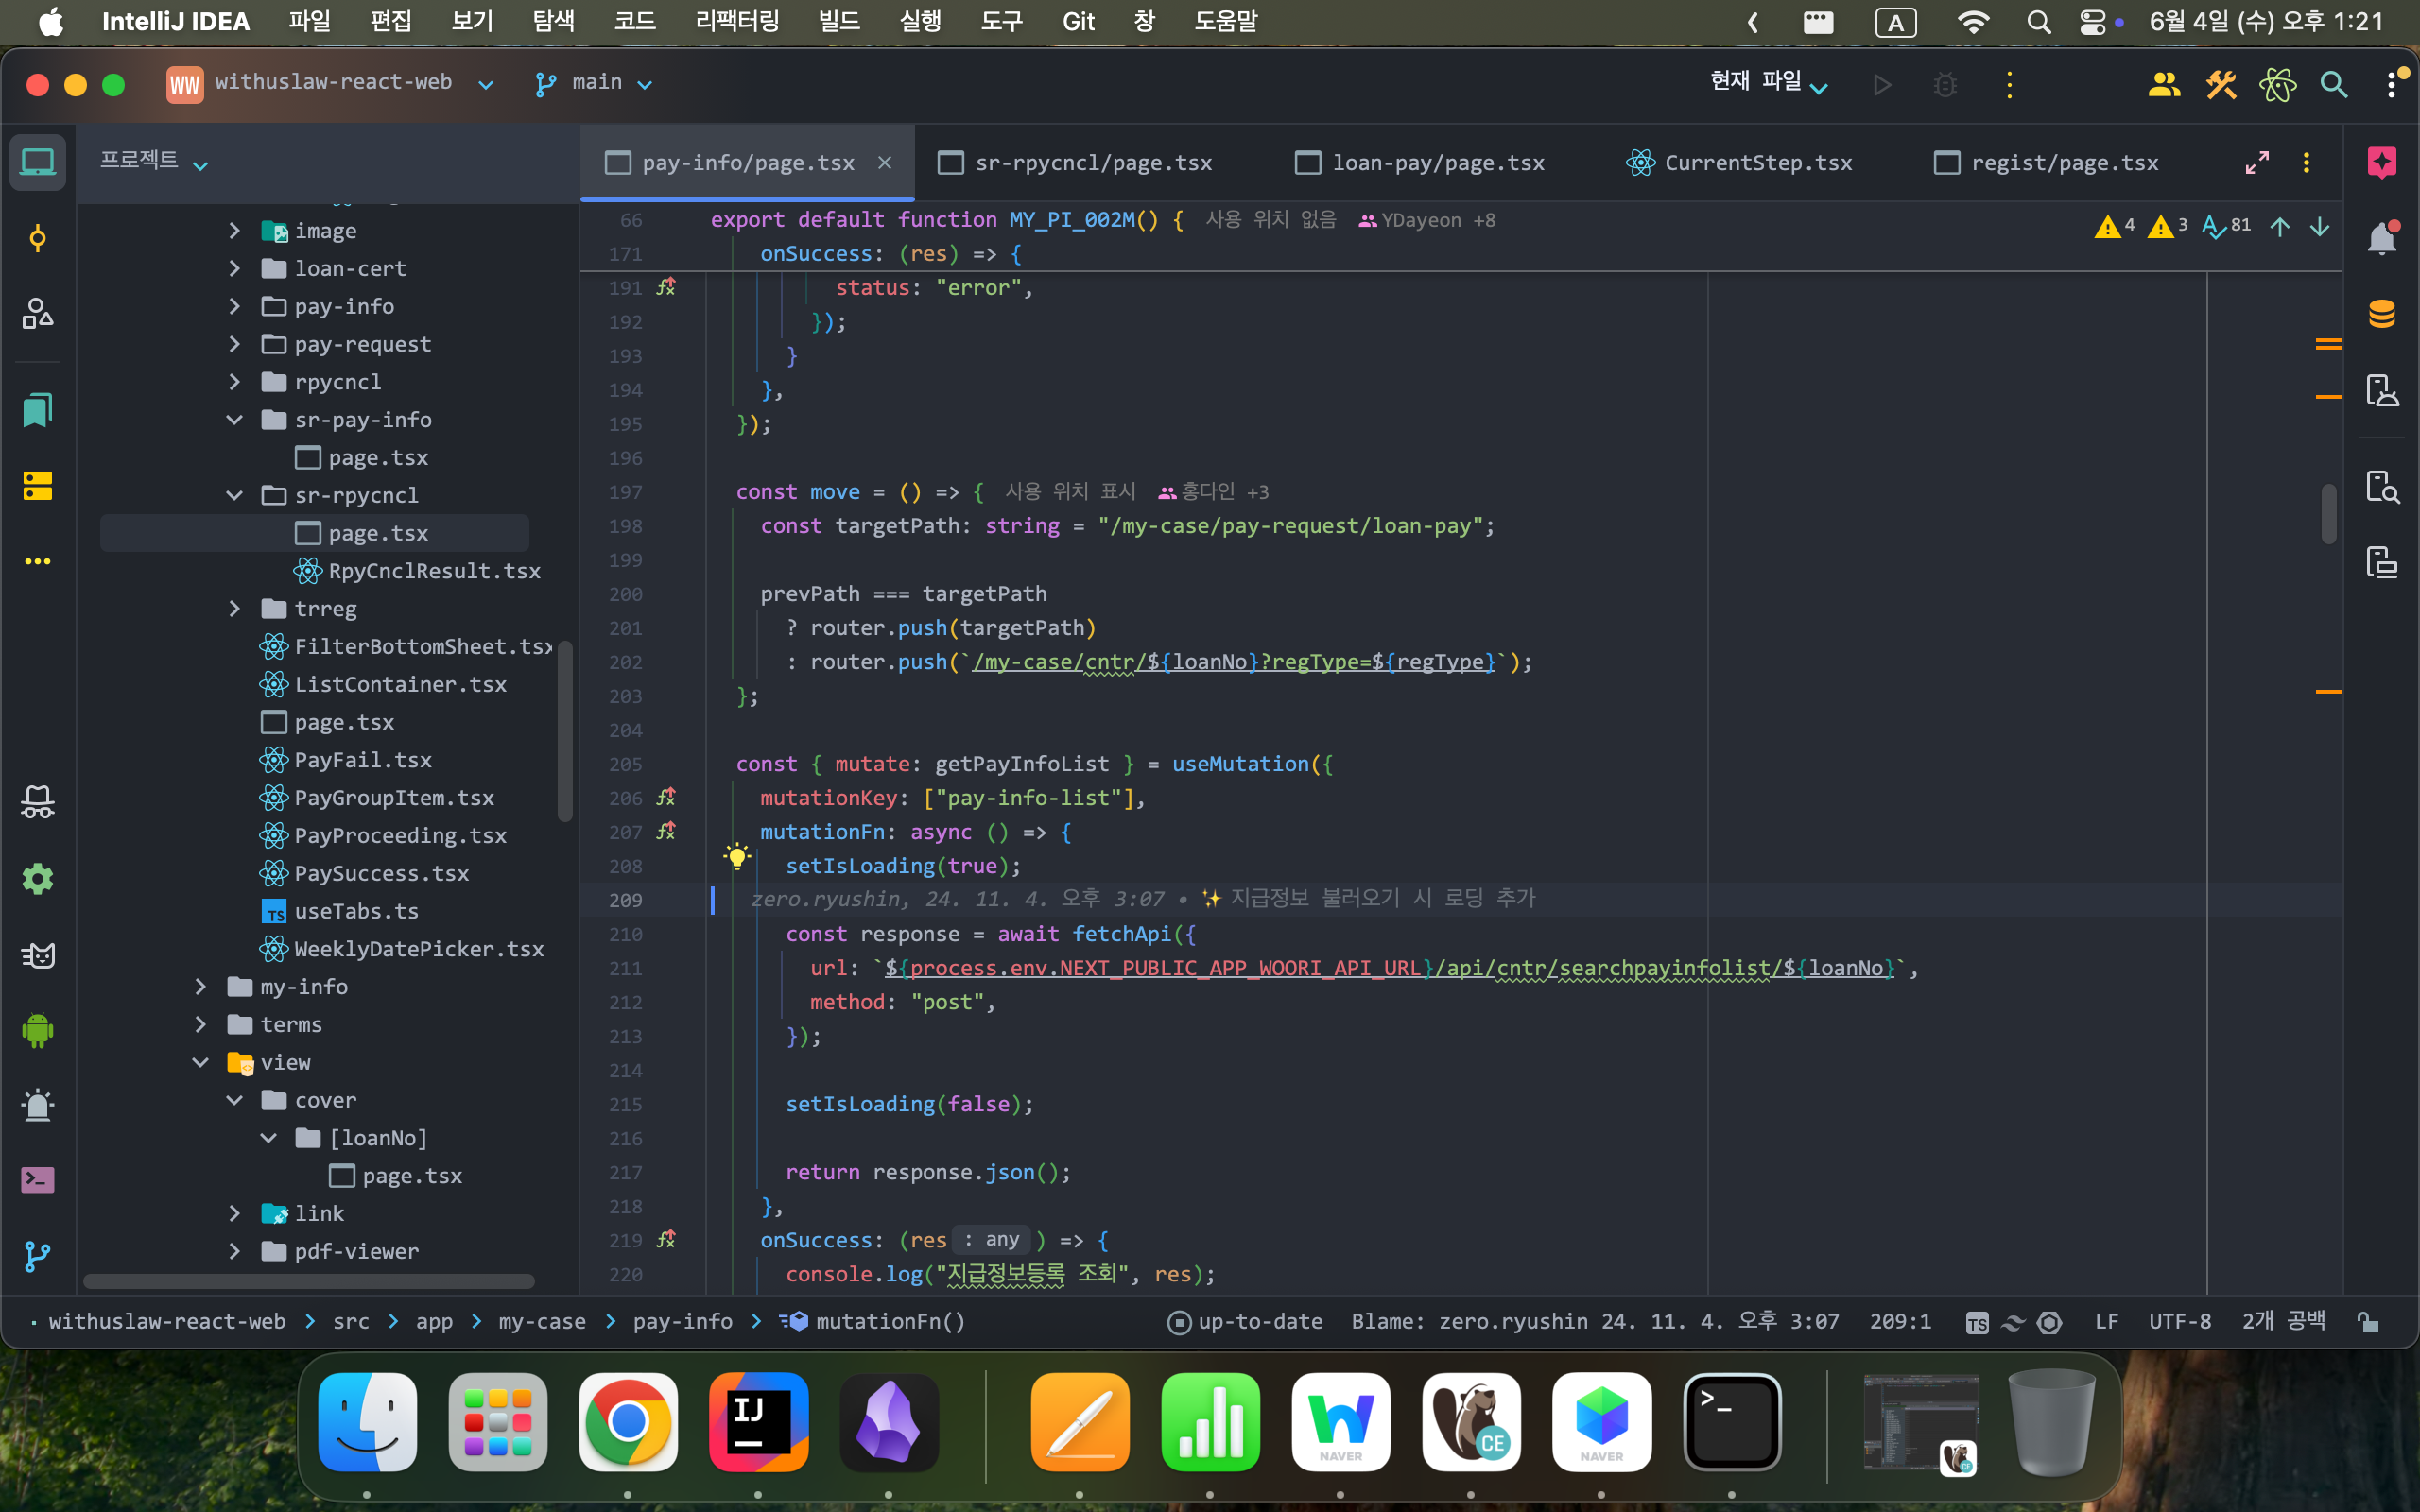 IntelliJ IDEA 파일 편집 보기 탐색 코드 리팩터링 빌드 실행 도구 Git 창 도움말 A 6월 4일 (수) 오후 1:21
WW withuslaw-react-web main 현재 파일
프로젝트
pay-info/page.tsx sr-rpycncl/page.tsx loan-pay/page.tsx CurrentStep.tsx regist/page.tsx
image
loan-cert
pay-info
pay-request
rpycncl
sr-pay-info
page.tsx
sr-rpycncl
page.tsx
RpyCnclResult.tsx
trreg
FilterBottomSheet.tsx
ListContainer.tsx
page.tsx
PayFail.tsx
PayGroupItem.tsx
PayProceeding.tsx
PaySuccess.tsx
TS useTabs.ts
WeeklyDatePicker.tsx
my-info
terms
view
cover
[loanNo]
page.tsx
link
pdf-viewer
66 export default function MY_PI_002M() { 사용 위치 없음 YDayeon +8
4 3 81
171 onSuccess: (res) => {
191 status: "error",
192 });
193 }
194 },
195 });
196
197 const move = () => { 사용 위치 표시 홍다인 +3
198 const targetPath: string = "/my-case/pay-request/loan-pay";
199
200 prevPath === targetPath
201 ? router.push(targetPath)
202 : router.push(`/my-case/cntr/${loanNo}?regType=${regType}`);
203 };
204
205 const { mutate: getPayInfoList } = useMutation({
206 mutationKey: ["pay-info-list"],
207 mutationFn: async () => {
208 setIsLoading(true);
209 zero.ryushin, 24. 11. 4. 오후 3:07 • ✨ 지급정보 불러오기 시 로딩 추가
210 const response = await fetchApi({
211 url: `${process.env.NEXT_PUBLIC_APP_WOORI_API_URL}/api/cntr/searchpayinfolist/${loanNo}`,
212 method: "post",
213 });
214
215 setIsLoading(false);
216
217 return response.json();
218 },
219 onSuccess: (res : any ) => {
220 console.log("지급정보등록 조회", res);
withuslaw-react-web > src > app > my-case > pay-info > mutationFn() up-to-date Blame: zero.ryushin 24. 11. 4. 오후 3:07 209:1 TS LF UTF-8 2개 공백
IJ NAVER CE NAVER >_ CE